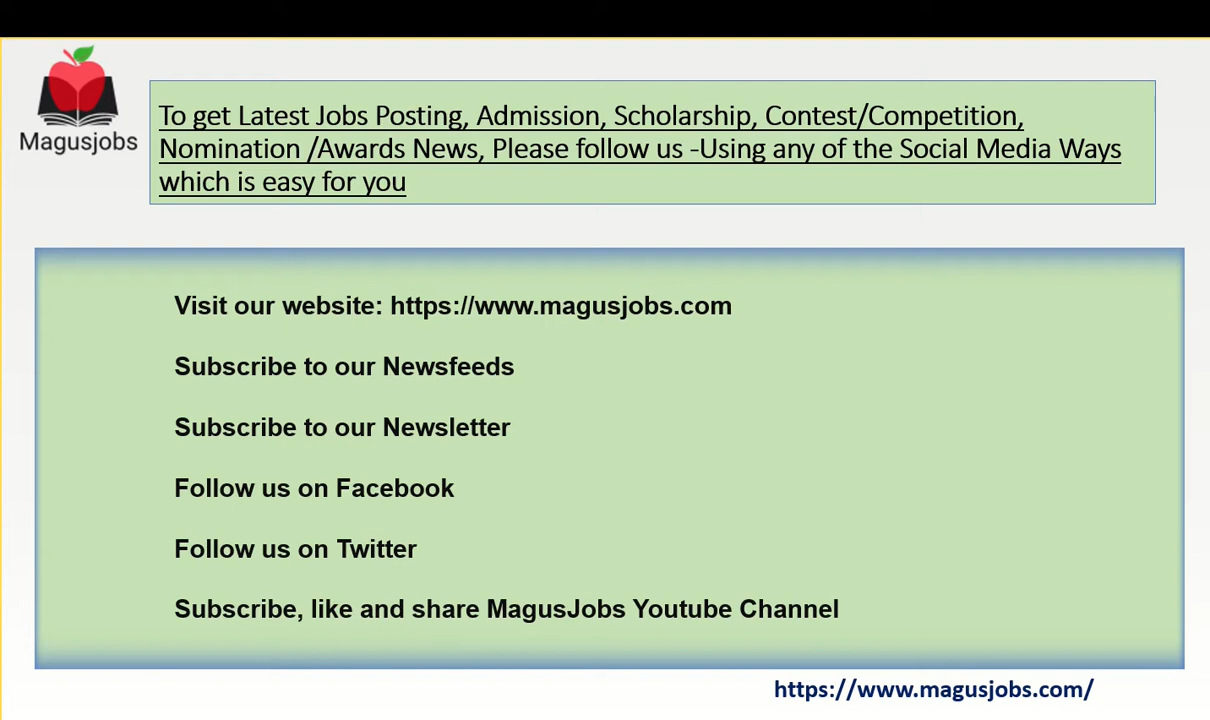 Magusjobs
To get Latest Jobs Posting, Admission, Scholarship, Contest/Competition,
Nomination /Awards News, Please follow us -Using any of the Social Media Ways
which is easy for you
Visit our website: https://www.magusjobs.com
Subscribe to our Newsfeeds
Subscribe to our Newsletter
Follow us on Facebook
Follow us on Twitter
Subscribe, like and share MagusJobs Youtube Channel
https://www.magusjobs.com/